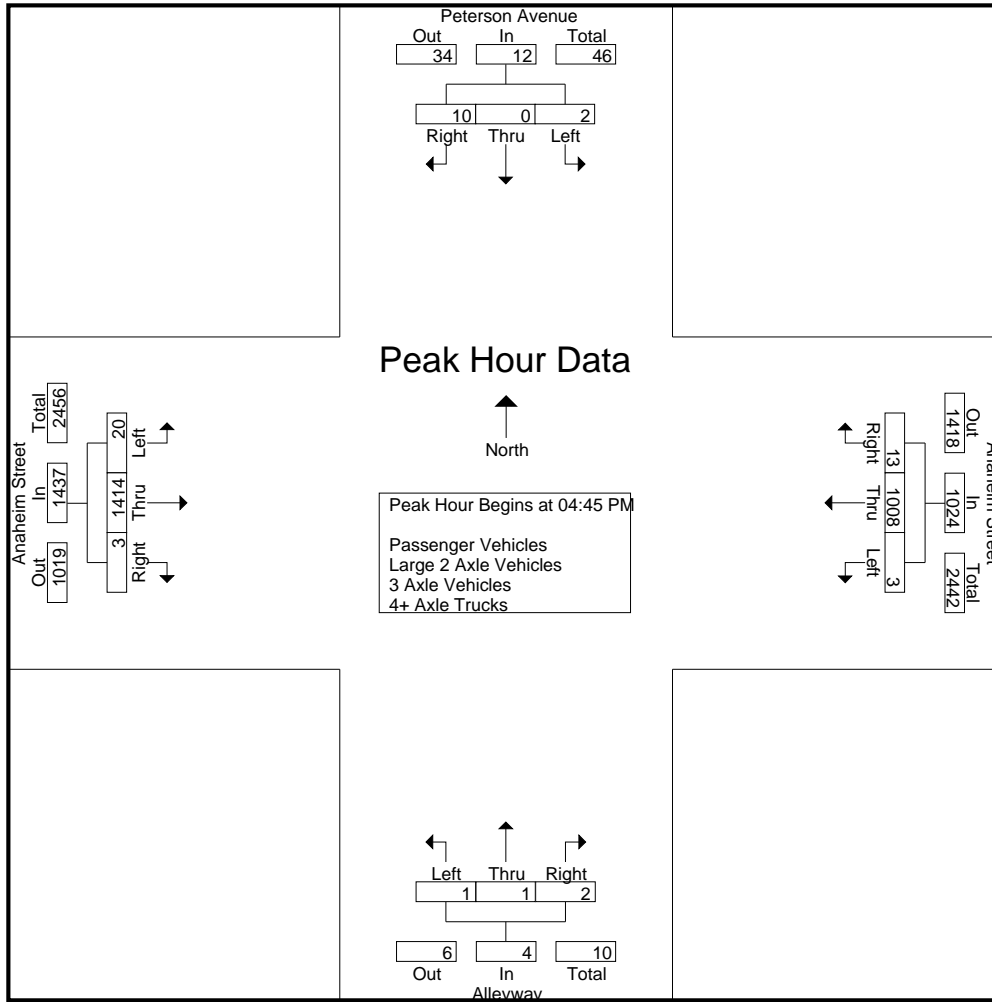 Peterson Avenue
Out In Total
34 12 46
10 0 2
Right Thru Left
Peak Hour Data
North
Peak Hour Begins at 04:45 PM
Passenger Vehicles
Large 2 Axle Vehicles
3 Axle Vehicles
4+ Axle Trucks
Anaheim Street
Out In Total
1019 1437 2456
3 1414 20
Right Thru Left
Anaheim Street
Out In Total
1418 1024 2442
13 1008 3
Right Thru Left
Left Thru Right
1 1 2
6 4 10
Out In Total
Alleyway